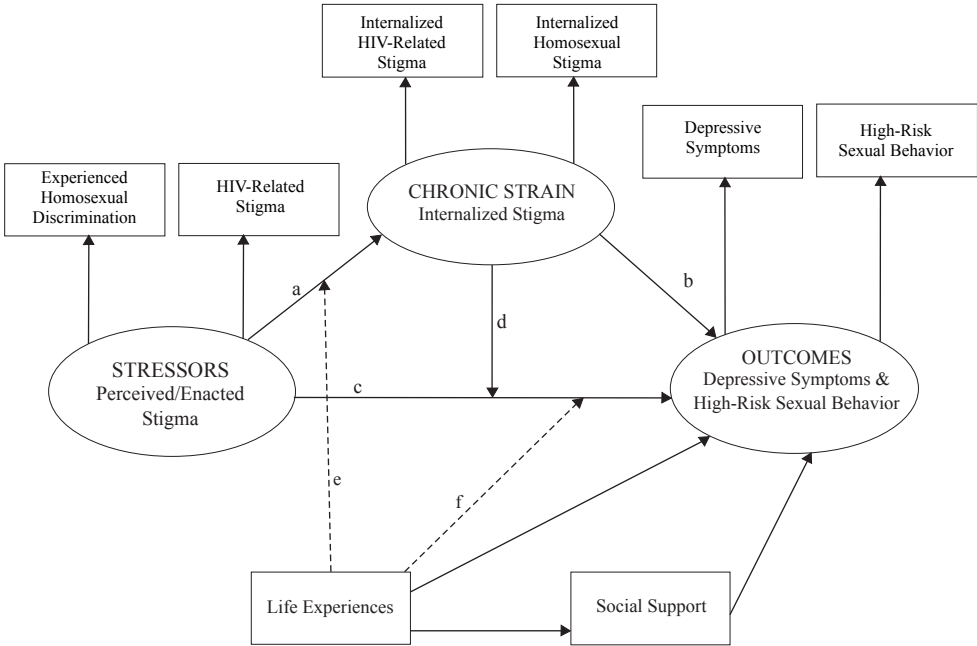 Internalized
HIV-Related
Stigma
Internalized
Homosexual
Stigma
Depressive
Symptoms
High-Risk
Sexual Behavior
Experienced
Homosexual
Discrimination
HIV-Related
Stigma
CHRONIC STRAIN
Internalized Stigma
a
b
d
STRESSORS
Perceived/Enacted
Stigma
c
OUTCOMES
Depressive Symptoms &
High-Risk Sexual Behavior
e
f
Life Experiences
Social Support